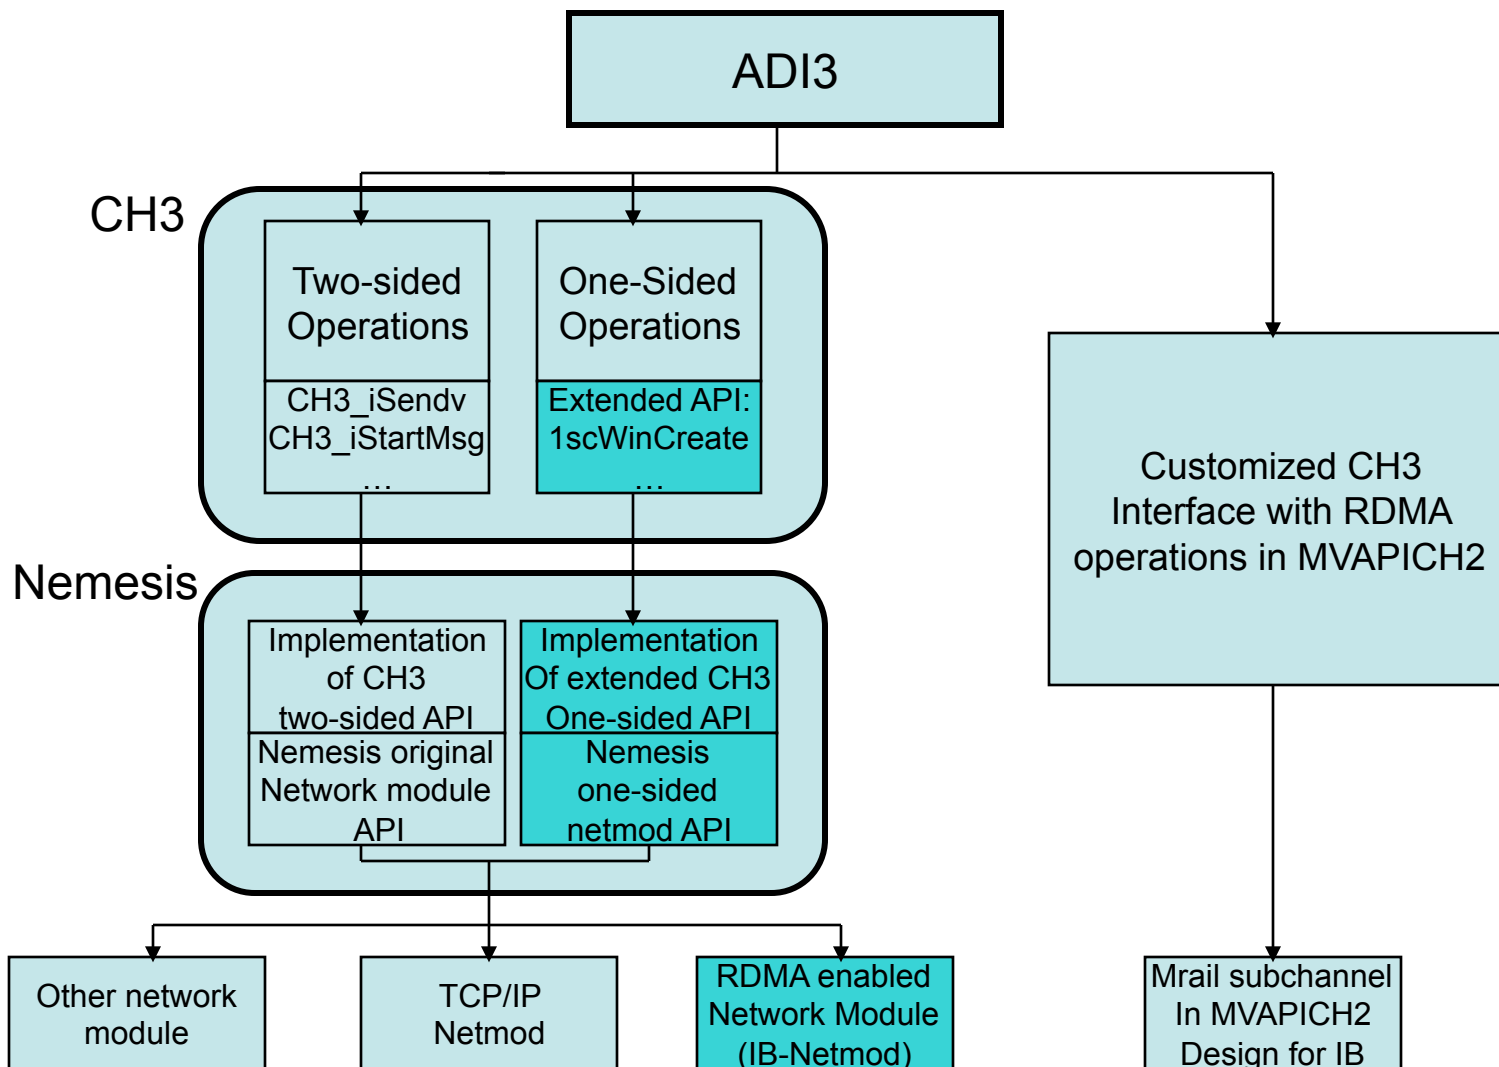 ADI3
CH3
Two-sided
Operations
CH3_iSendv
CH3_iStartMsg
…
One-Sided
Operations
Extended API:
1scWinCreate
…
Customized CH3
Interface with RDMA
operations in MVAPICH2
Nemesis
Implementation
of CH3
two-sided API
Nemesis original
Network module
API
Implementation
Of extended CH3
One-sided API
Nemesis
one-sided
netmod API
Other network
module
TCP/IP
Netmod
RDMA enabled
Network Module
(IB-Netmod)
Mrail subchannel
In MVAPICH2
Design for IB